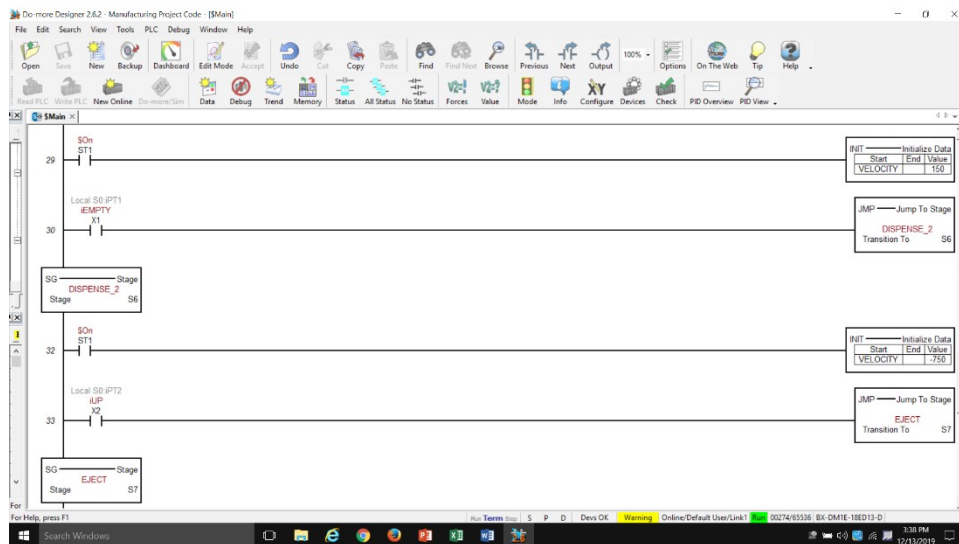 Do-more Designer 2.6.2 - Manufacturing Project Code - [$Main]
File Edit Search View Tools PLC Debug Window Help
Open Save New Backup Dashboard Edit Mode Accept Undo Cut Copy Paste Find Find Next Browse Previous Next Output 100% Options On The Web Tip Help
Read PLC Write PLC New Online Do-more/Sim Data Debug Trend Memory Status All Status No Status Forces Value Mode Info Configure Devices Check PID Overview PID View
$Main
$On
ST1
29
INIT Initialize Data
Start End Value
VELOCITY 150
Local S0:iPT1
iEMPTY
X1
30
JMP Jump To Stage
DISPENSE_2
Transition To S6
SG Stage
DISPENSE_2
Stage S6
$On
ST1
32
INIT Initialize Data
Start End Value
VELOCITY -750
Local S0:iPT2
iUP
X2
33
JMP Jump To Stage
EJECT
Transition To S7
SG Stage
EJECT
Stage S7
For
For Help, press F1
Run Term Stop S P D Devs OK Warning Online/Default User/Link1 Run 00274/65536 BX-DM1E-18ED13-D
Search Windows
3:38 PM
12/13/2019